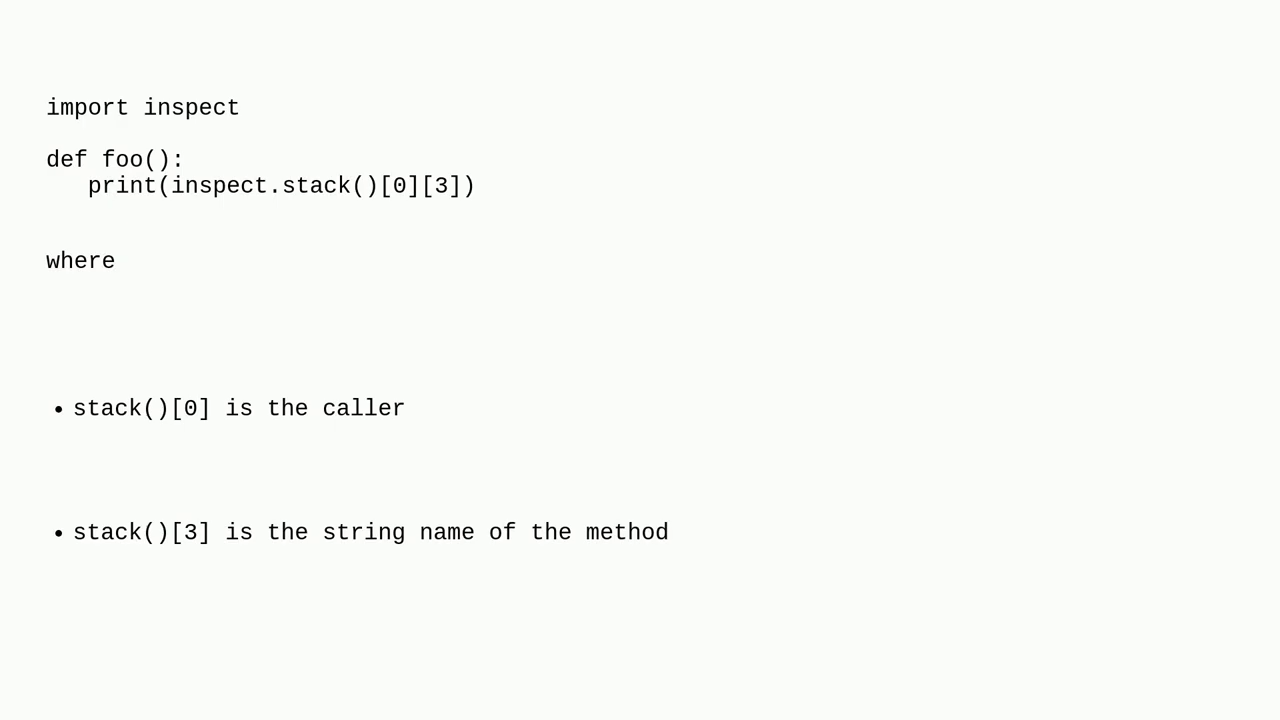 import inspect
def foo():
   print(inspect.stack()[0][3])
where
• stack()[0] is the caller
• stack()[3] is the string name of the method